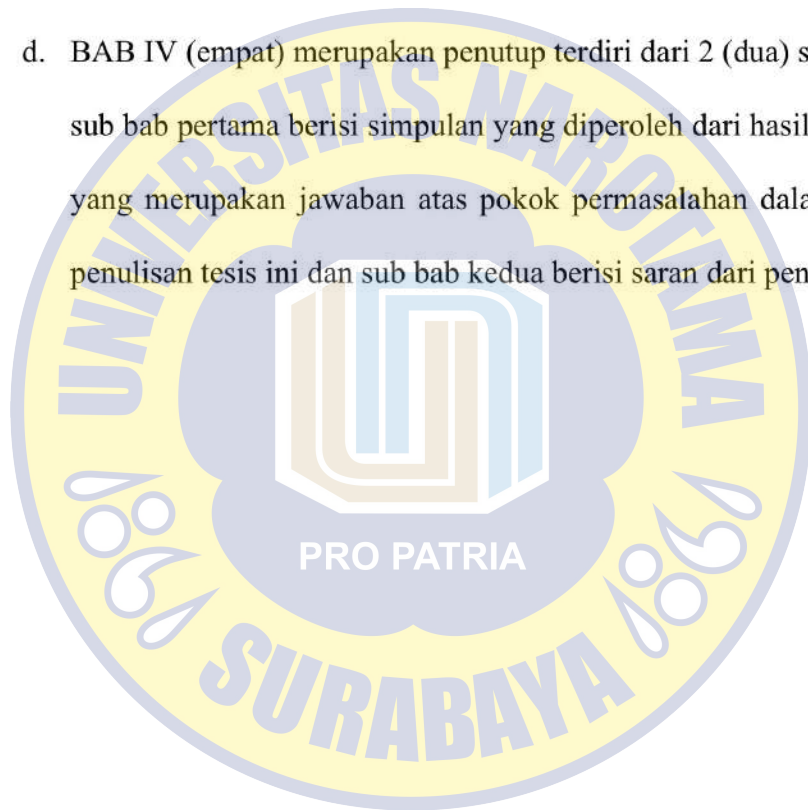 d. BAB IV (empat) merupakan penutup terdiri dari 2 (dua) s
sub bab pertama berisi simpulan yang diperoleh dari hasil
yang merupakan jawaban atas pokok permasalahan dala
penulisan tesis ini dan sub bab kedua berisi saran dari pen
UNIVERSITAS NAROTAMA
PRO PATRIA
SURABAYA